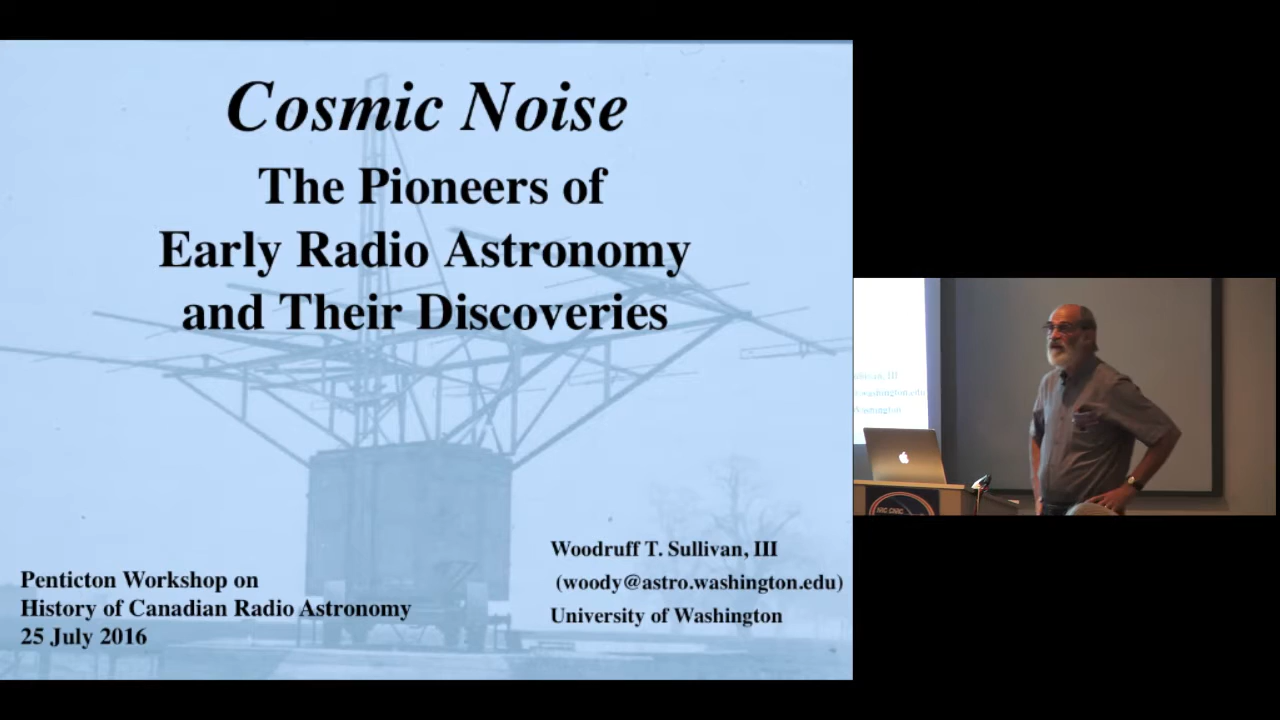 Cosmic Noise
The Pioneers of
Early Radio Astronomy
and Their Discoveries
Woodruff T. Sullivan, III
(woody@astro.washington.edu)
University of Washington
Penticton Workshop on
History of Canadian Radio Astronomy
25 July 2016